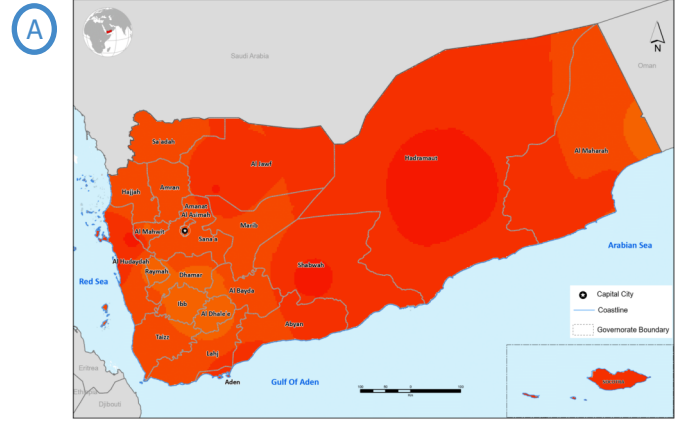 A
Saudi Arabia
N
Oman
Sa'adah
Al Jawf
Hadramaut
Al Maharah
Hajjah
Amran
Amanat
Al Asimah
Marib
Al Mahwit
Sana'a
Arabian Sea
Al Hudaydah
Raymah
Dhamar
Shabwah
Red Sea
Al Bayda
Ibb
Al Dhale'e
Abyan
Taizz
Lahj
Capital City
Coastline
Governorate Boundary
Eritrea
Aden
Gulf Of Aden
Djibouti